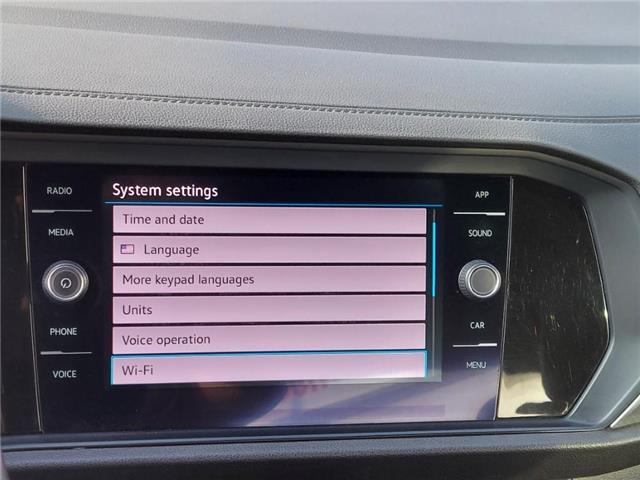 System settings
Time and date
Language
More keypad languages
Units
Voice operation
Wi-Fi
RADIO
MEDIA
PHONE
VOICE
APP
SOUND
CAR
MENU